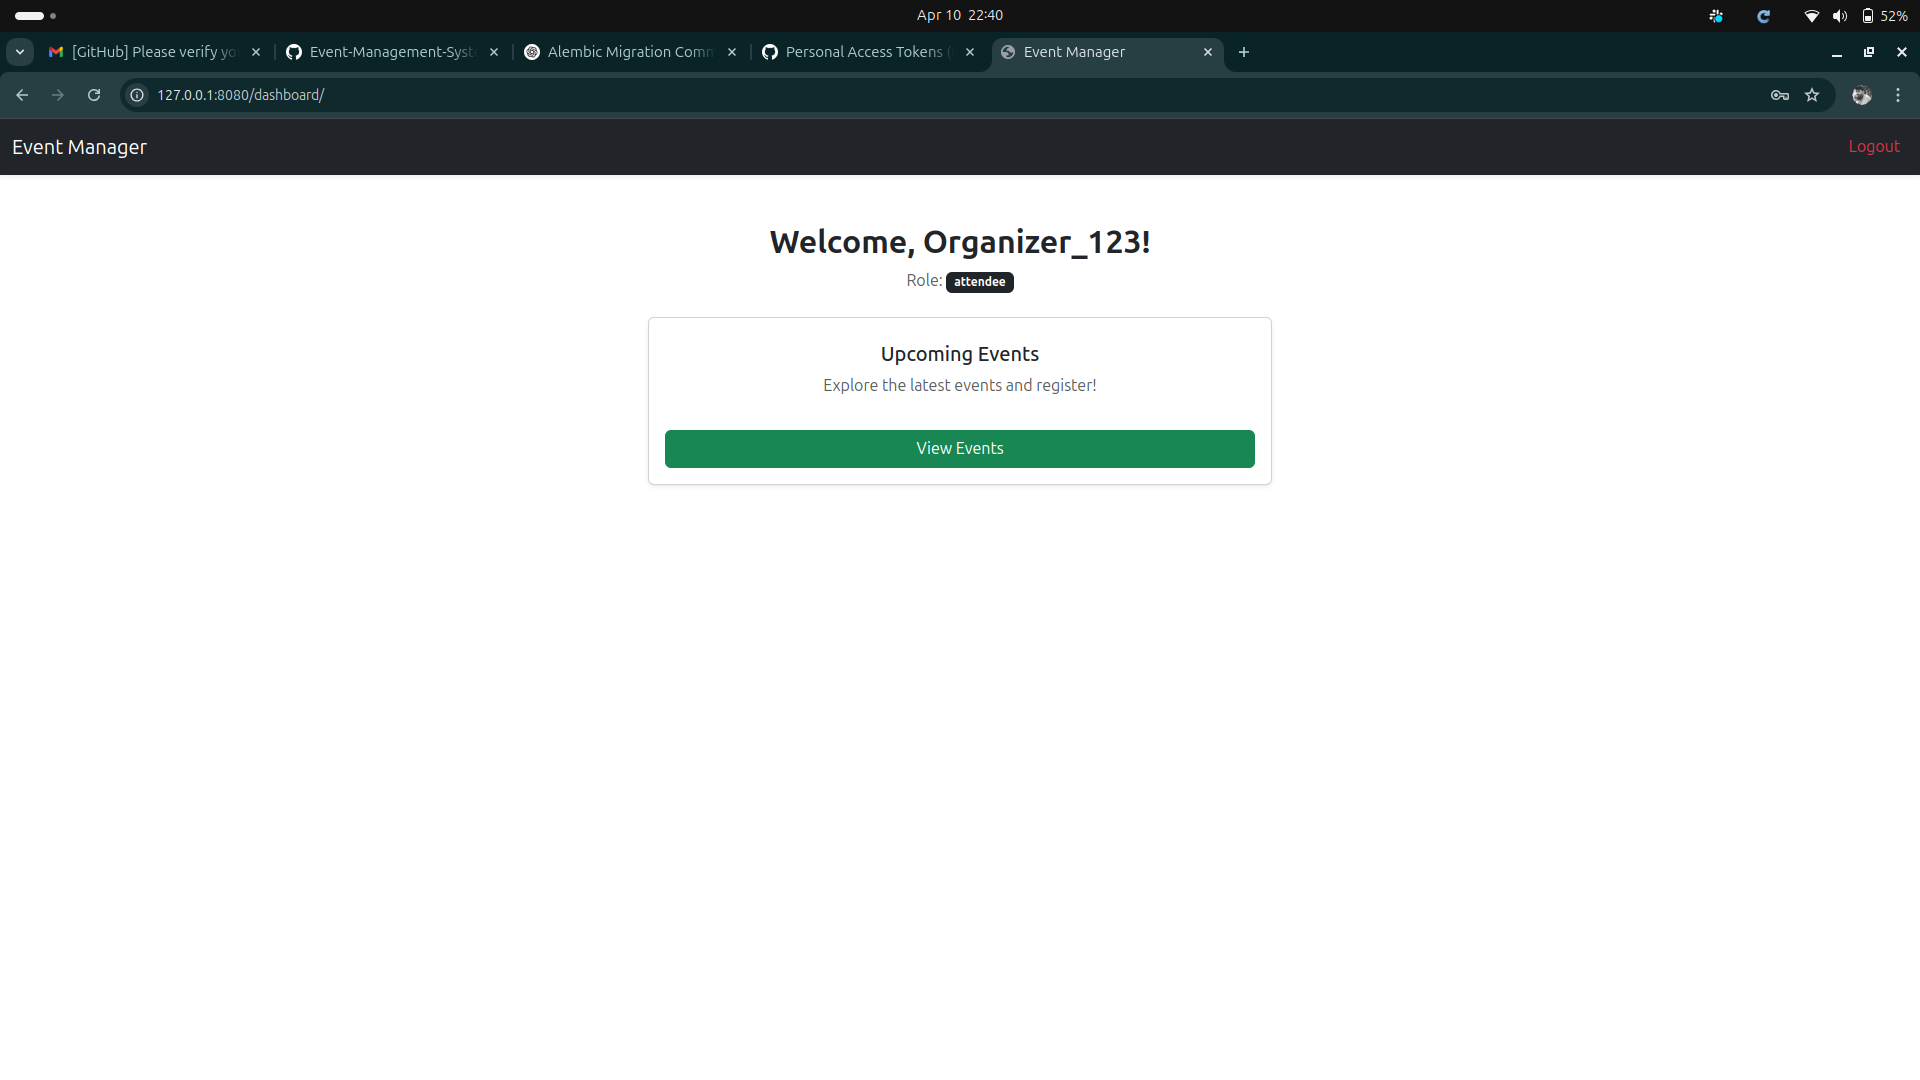 Apr 10 22:40
52%
[GitHub] Please verify yo
Event-Management-Syst
Alembic Migration Comm
Personal Access Tokens (
Event Manager
127.0.0.1:8080/dashboard/
Event Manager
Logout
Welcome, Organizer_123!
Role: attendee
Upcoming Events
Explore the latest events and register!
View Events